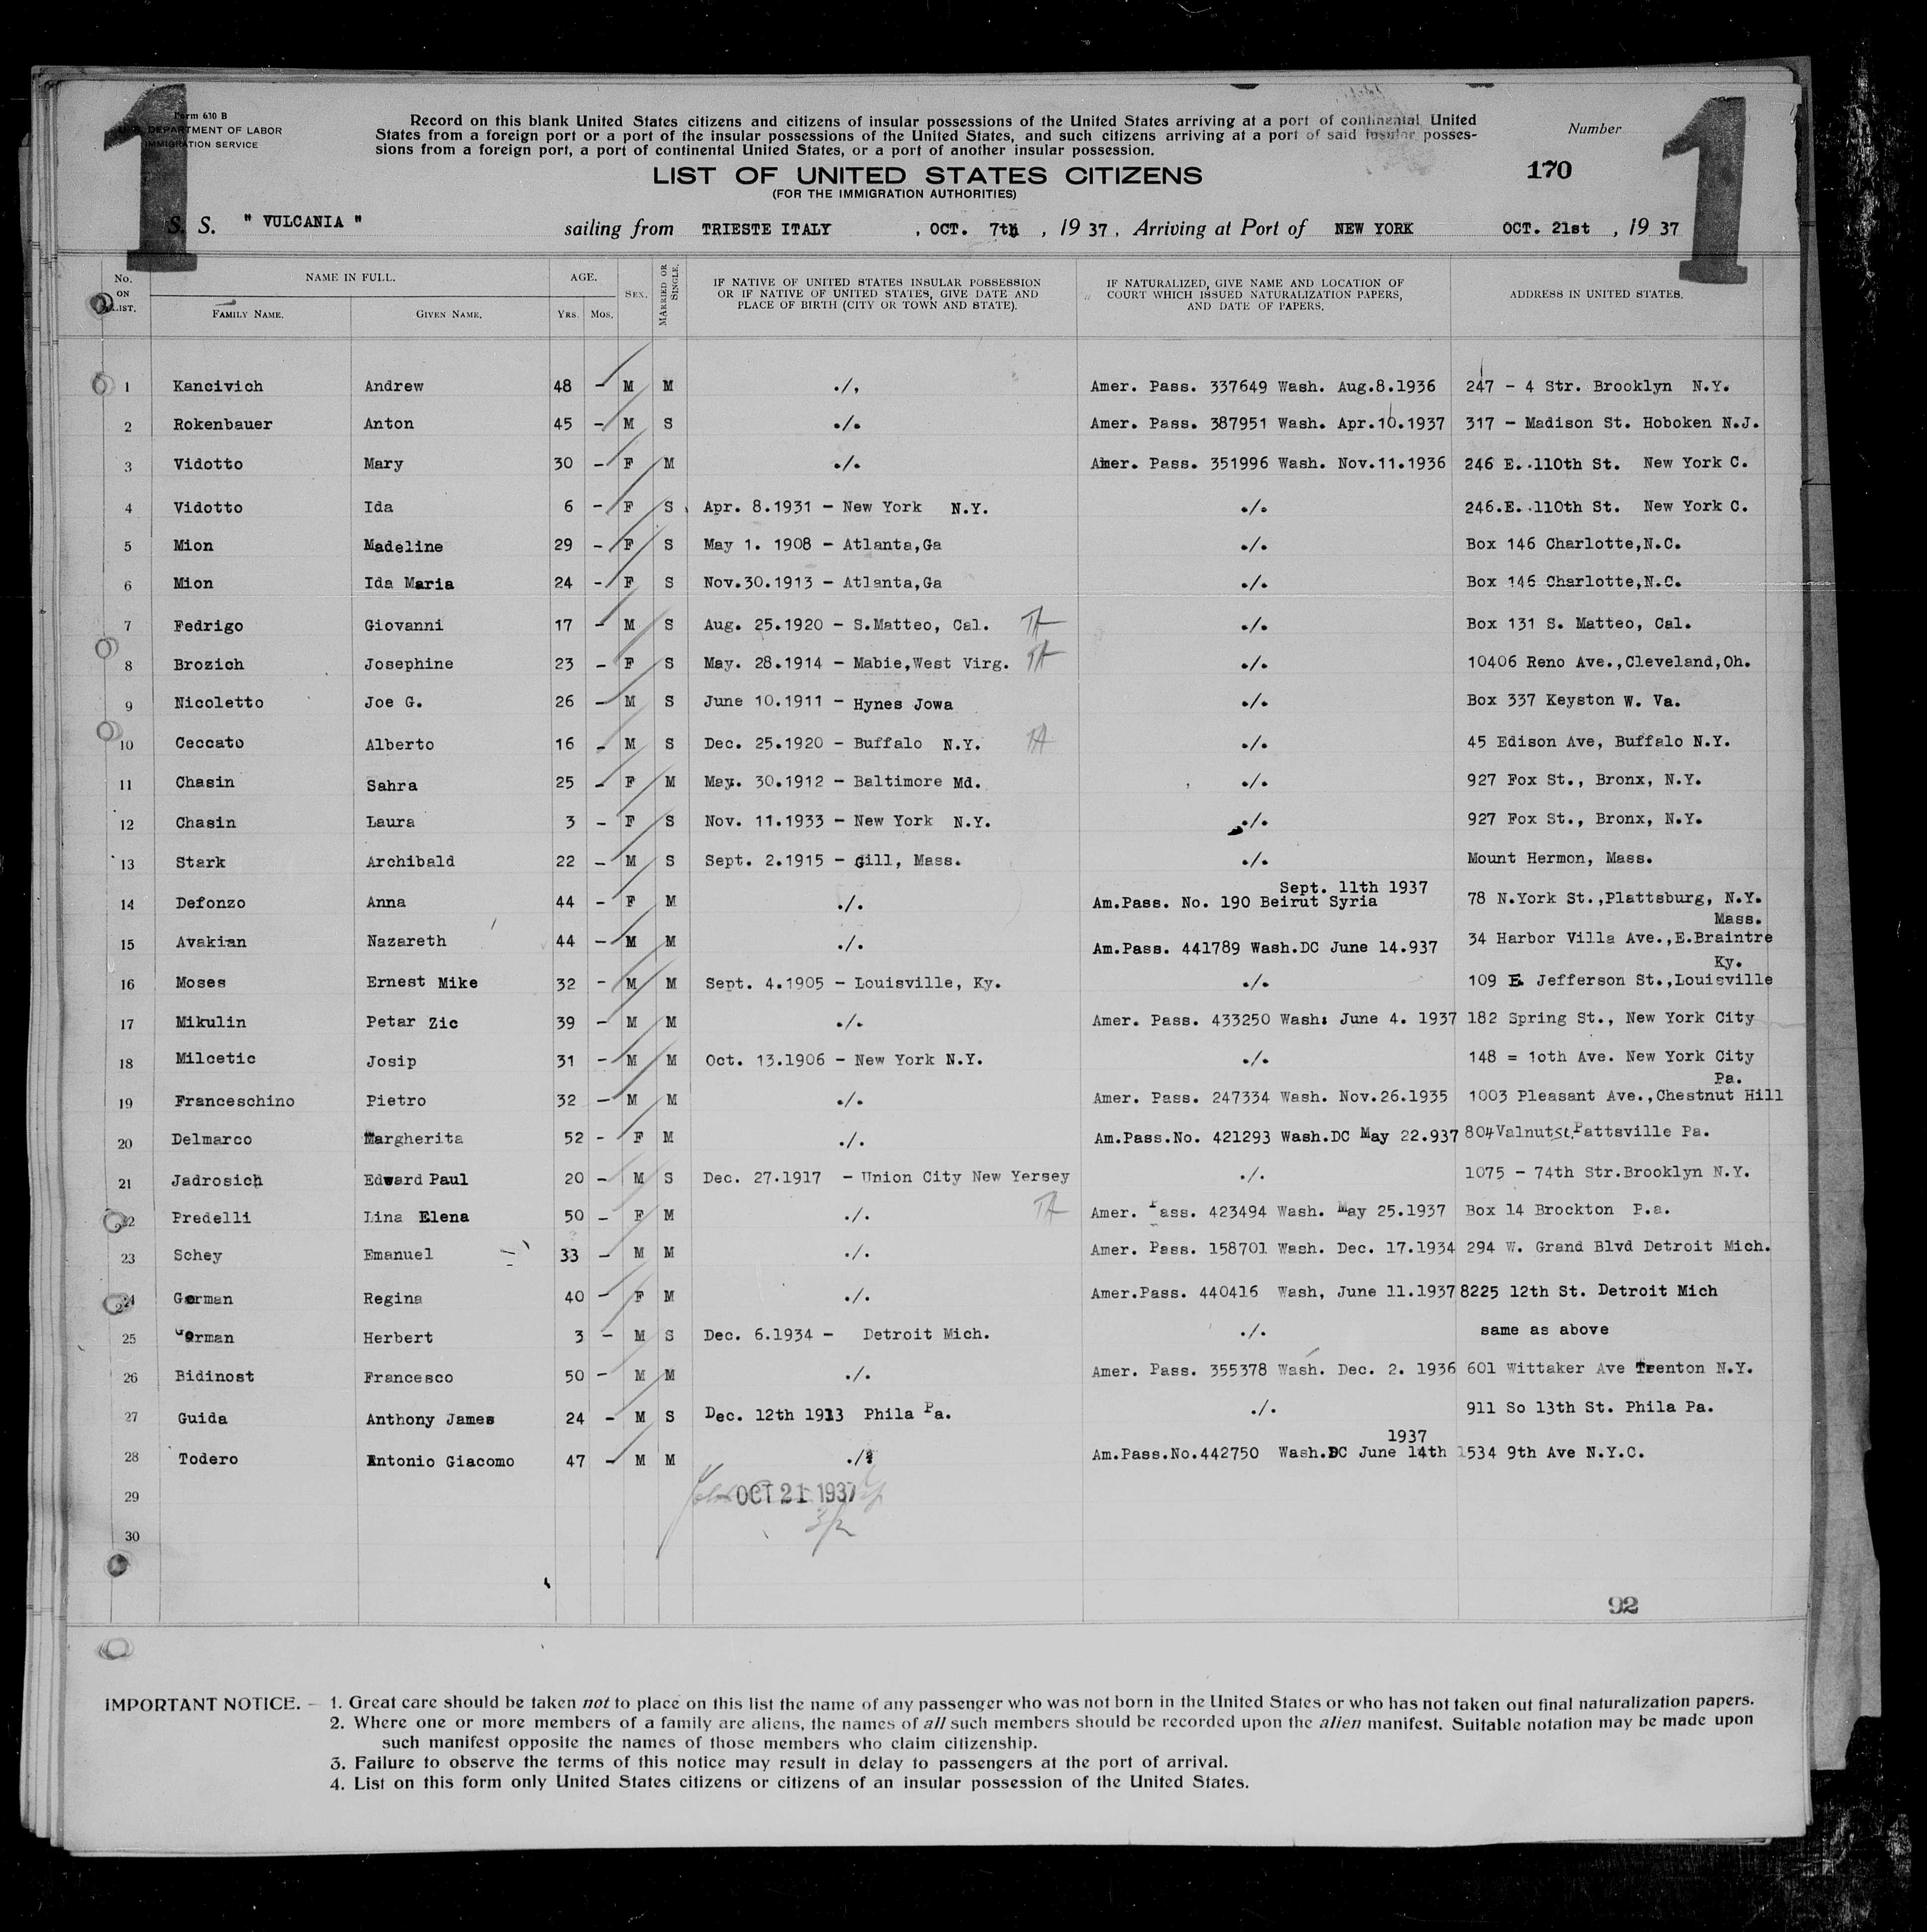 1
1
Form 630 B
U. S. DEPARTMENT OF LABOR
IMMIGRATION SERVICE
Record on this blank United States citizens and citizens of insular possessions of the United States arriving at a port of continental United
States from a foreign port or a port of the insular possessions of the United States, and such citizens arriving at a port of said insular posses-
sions from a foreign port, a port of continental United States, or a port of another insular possession.
Number
170
LIST OF UNITED STATES CITIZENS
(FOR THE IMMIGRATION AUTHORITIES)
S. S. " VULCANIA " sailing from TRIESTE ITALY , OCT. 7th , 19 37 , Arriving at Port of NEW YORK OCT. 21st , 19 37
No. ON LIST. NAME IN FULL. Family Name. Given Name. AGE. Yrs. Mos. Sex. MARRIED OR SINGLE. IF NATIVE OF UNITED STATES INSULAR POSSESSION OR IF NATIVE OF UNITED STATES, GIVE DATE AND PLACE OF BIRTH (CITY OR TOWN AND STATE). IF NATURALIZED, GIVE NAME AND LOCATION OF COURT WHICH ISSUED NATURALIZATION PAPERS, AND DATE OF PAPERS. ADDRESS IN UNITED STATES.
1 Kancivich Andrew 48 - M M ./, Amer. Pass. 337649 Wash. Aug.8.1936 247 - 4 Str. Brooklyn N.Y.
2 Rokenbauer Anton 45 - M S ./. Amer. Pass. 387951 Wash. Apr.10.1937 317 - Madison St. Hoboken N.J.
3 Vidotto Mary 30 - F M ./. Amer. Pass. 351996 Wash. Nov.11.1936 246 E. .110th St. New York C.
4 Vidotto Ida 6 - F S Apr. 8.1931 - New York N.Y. ./. 246.E. .110th St. New York C.
5 Mion Madeline 29 - F S May 1. 1908 - Atlanta,Ga ./. Box 146 Charlotte,N.C.
6 Mion Ida Maria 24 - F S Nov.30.1913 - Atlanta,Ga ./. Box 146 Charlotte,N.C.
7 Fedrigo Giovanni 17 - M S Aug. 25.1920 - S.Matteo, Cal. ./. Box 131 S. Matteo, Cal.
8 Brozich Josephine 23 - F S May. 28.1914 - Mabie,West Virg. ./. 10406 Reno Ave.,Cleveland,Oh.
9 Nicoletto Joe G. 26 - M S June 10.1911 - Hynes Jowa ./. Box 337 Keyston W. Va.
10 Ceccato Alberto 16 - M S Dec. 25.1920 - Buffalo N.Y. ./. 45 Edison Ave, Buffalo N.Y.
11 Chasin Sahra 25 - F M May. 30.1912 - Baltimore Md. ./. 927 Fox St., Bronx, N.Y.
12 Chasin Laura 3 - F S Nov. 11.1933 - New York N.Y. ./. 927 Fox St., Bronx, N.Y.
13 Stark Archibald 22 - M S Sept. 2.1915 - Gill, Mass. ./. Mount Hermon, Mass.
Sept. 11th 1937
14 Defonzo Anna 44 - F M ./. Am.Pass. No. 190 Beirut Syria 78 N.York St.,Plattsburg, N.Y.
Mass.
15 Avakian Nazareth 44 - M M ./. Am.Pass. 441789 Wash.DC June 14.937 34 Harbor Villa Ave.,E.Braintre
Ky.
16 Moses Ernest Mike 32 - M M Sept. 4.1905 - Louisville, Ky. ./. 109 E. Jefferson St.,Louisville
17 Mikulin Petar Zic 39 - M M ./. Amer. Pass. 433250 Wash: June 4. 1937 182 Spring St., New York City
18 Milcetic Josip 31 - M M Oct. 13.1906 - New York N.Y. ./. 148 = 1oth Ave. New York City
Pa.
19 Franceschino Pietro 32 - M M ./. Amer. Pass. 247334 Wash. Nov.26.1935 1003 Pleasant Ave.,Chestnut Hill
20 Delmarco Margherita 52 - F M ./. Am.Pass.No. 421293 Wash.DC May 22.937 804 Valnut St. Pattsville Pa.
21 Jadrosich Edward Paul 20 - M S Dec. 27.1917 - Union City New Yersey ./. 1075 - 74th Str.Brooklyn N.Y.
22 Predelli Lina Elena 50 - F M ./. Amer. Pass. 423494 Wash. May 25.1937 Box 14 Brockton P.a.
23 Schey Emanuel 33 - M M ./. Amer. Pass. 158701 Wash. Dec. 17.1934 294 W. Grand Blvd Detroit Mich.
24 German Regina 40 - F M ./. Amer.Pass. 440416 Wash, June 11.1937 8225 12th St. Detroit Mich
25 German Herbert 3 - M S Dec. 6.1934 - Detroit Mich. ./. same as above
26 Bidinost Francesco 50 - M M ./. Amer. Pass. 355378 Wash. Dec. 2. 1936 601 Wittaker Ave Trenton N.Y.
27 Guida Anthony James 24 - M S Dec. 12th 1913 Phila Pa. ./. 911 So 13th St. Phila Pa.
1937
28 Todero Antonio Giacomo 47 - M M ./. Am.Pass.No.442750 Wash.DC June 14th 1534 9th Ave N.Y.C.
29
OCT 21 1937
30
92
IMPORTANT NOTICE. — 1. Great care should be taken not to place on this list the name of any passenger who was not born in the United States or who has not taken out final naturalization papers.
2. Where one or more members of a family are aliens, the names of all such members should be recorded upon the alien manifest. Suitable notation may be made upon
such manifest opposite the names of those members who claim citizenship.
3. Failure to observe the terms of this notice may result in delay to passengers at the port of arrival.
4. List on this form only United States citizens or citizens of an insular possession of the United States.